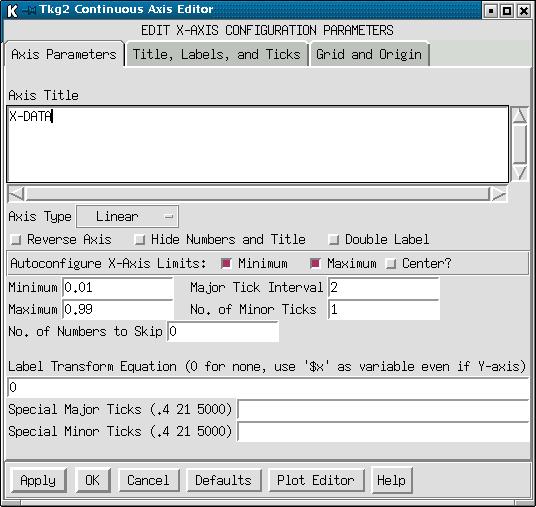 Tkg2 Continuous Axis Editor
EDIT X-AXIS CONFIGURATION PARAMETERS
Axis Parameters Title, Labels, and Ticks Grid and Origin
Axis Title
X-DATA
Axis Type Linear
Reverse Axis Hide Numbers and Title Double Label
Autoconfigure X-Axis Limits: Minimum Maximum Center?
Minimum 0.01 Major Tick Interval 2
Maximum 0.99 No. of Minor Ticks 1
No. of Numbers to Skip 0
Label Transform Equation (0 for none, use '$x' as variable even if Y-axis)
0
Special Major Ticks (.4 21 5000)
Special Minor Ticks (.4 21 5000)
Apply OK Cancel Defaults Plot Editor Help